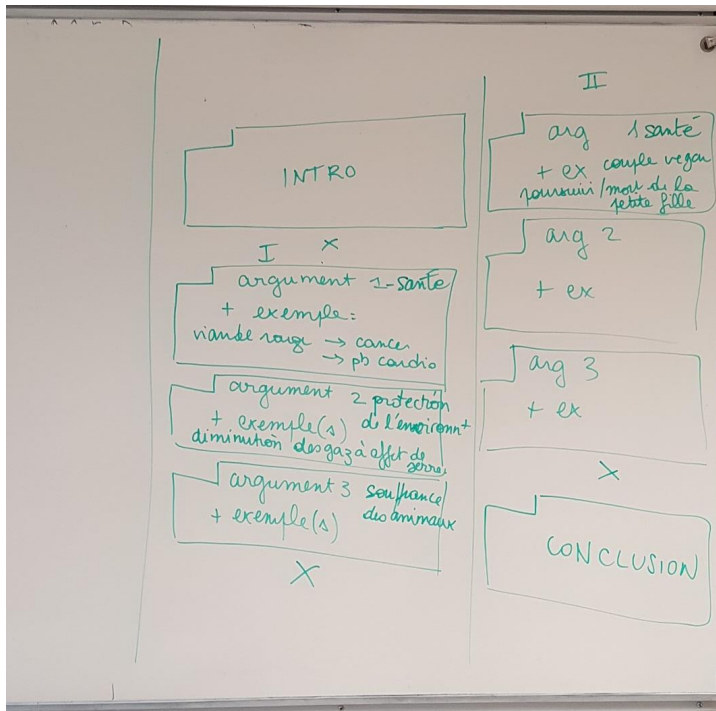 INTRO
I x
argument 1-santé
+ exemple:
viande rouge → cancer
→ pb cardio
argument 2 protection
+ exemple(s) de l'environnt
diminution des gaz à effet de
serre
argument 3 souffrance
+ exemple(s) des animaux
X
II
arg 1 santé
+ ex couple vegan
poursuivi / mort de la
petite fille
arg 2
+ ex
arg 3
+ ex
X
CONCLUSION